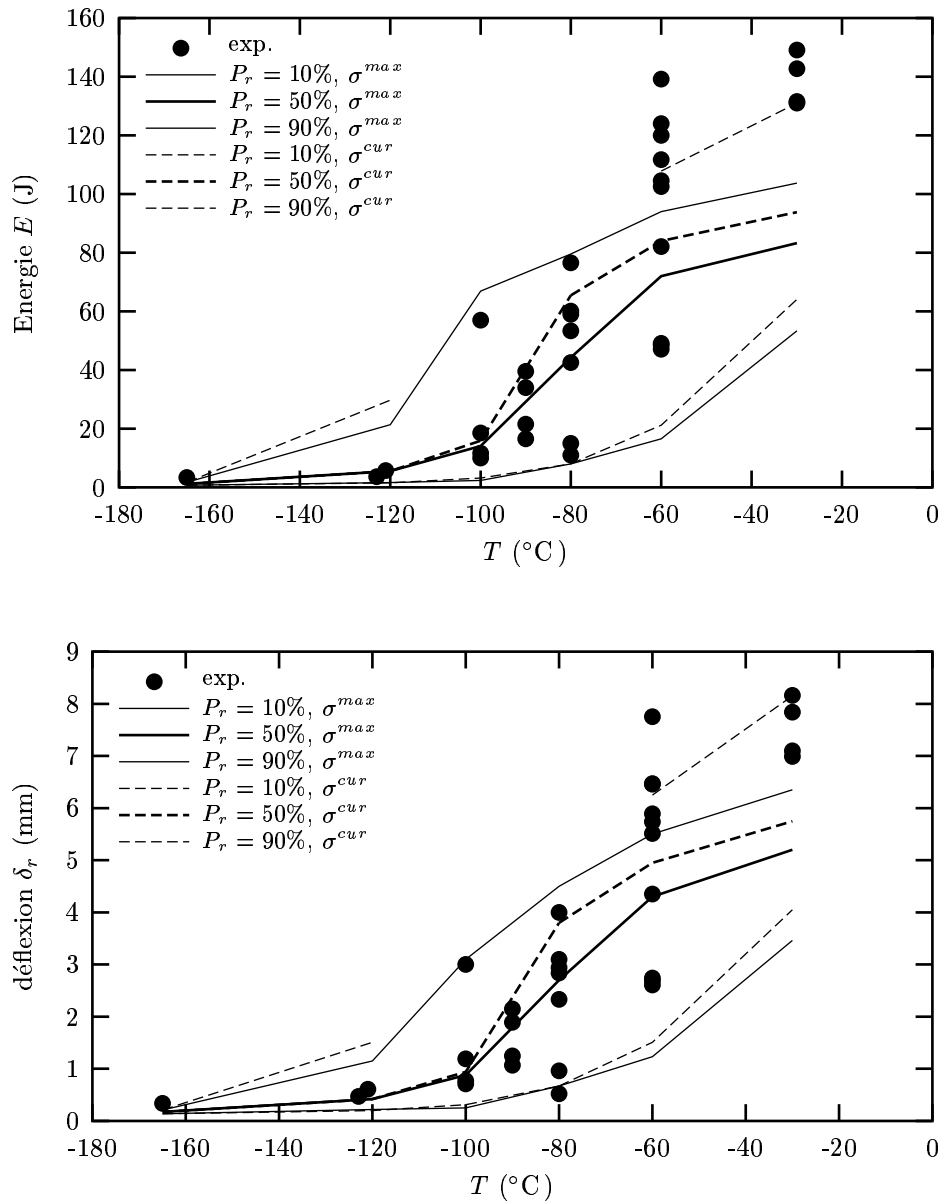 160
140
120
100
80
60
40
20
0
Energie E (J)
exp.
P_r = 10%, σ^max
P_r = 50%, σ^max
P_r = 90%, σ^max
P_r = 10%, σ^cur
P_r = 50%, σ^cur
P_r = 90%, σ^cur
-180 -160 -140 -120 -100 -80 -60 -40 -20 0
T (°C)
9
8
7
6
5
4
3
2
1
0
déflexion δ_r (mm)
exp.
P_r = 10%, σ^max
P_r = 50%, σ^max
P_r = 90%, σ^max
P_r = 10%, σ^cur
P_r = 50%, σ^cur
P_r = 90%, σ^cur
-180 -160 -140 -120 -100 -80 -60 -40 -20 0
T (°C)